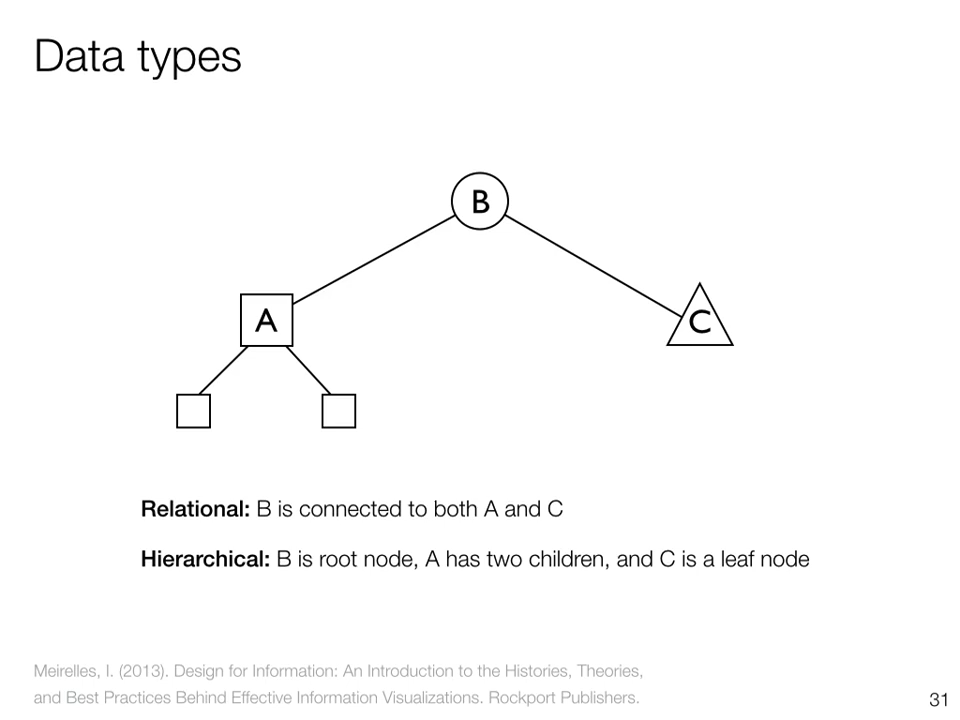 Data types
B
A
C
Relational: B is connected to both A and C
Hierarchical: B is root node, A has two children, and C is a leaf node
Meirelles, I. (2013). Design for Information: An Introduction to the Histories, Theories,
and Best Practices Behind Effective Information Visualizations. Rockport Publishers.
31